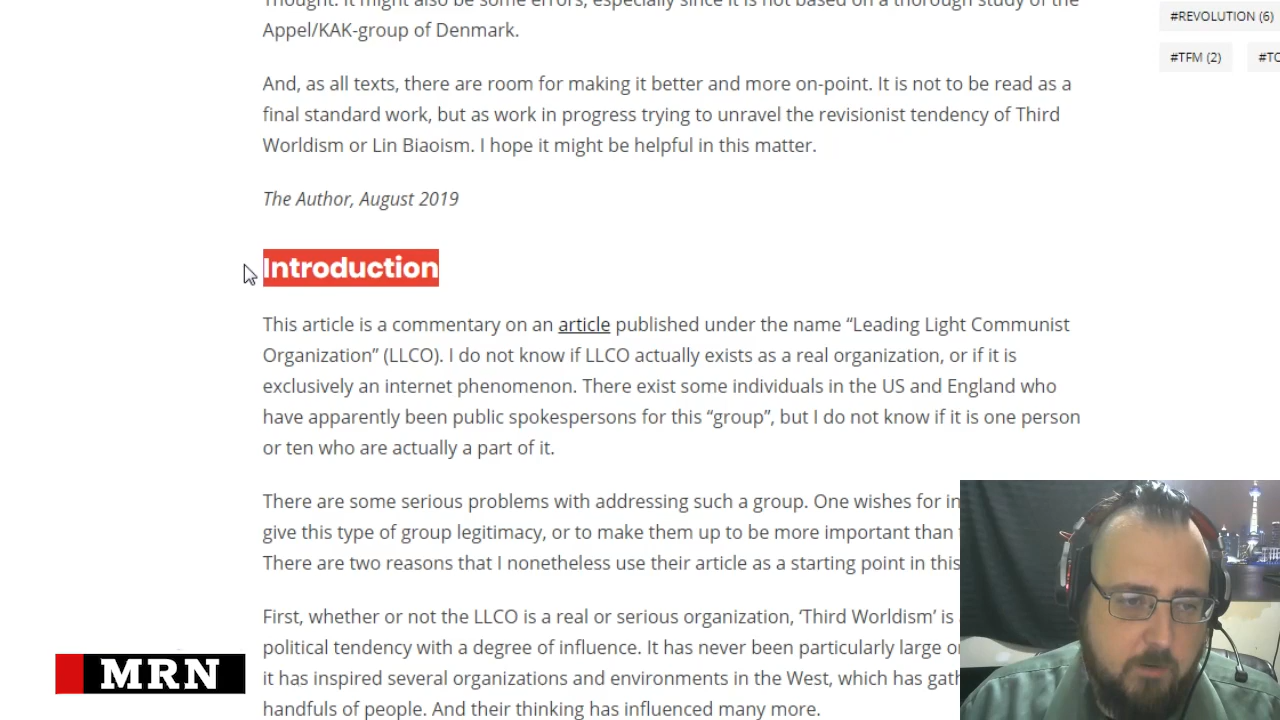 Thought. It might also be some errors, especially since it is not based on a thorough study of the
Appel/KAK-group of Denmark.
And, as all texts, there are room for making it better and more on-point. It is not to be read as a
final standard work, but as work in progress trying to unravel the revisionist tendency of Third
Worldism or Lin Biaoism. I hope it might be helpful in this matter.
The Author, August 2019
Introduction
This article is a commentary on an article published under the name “Leading Light Communist
Organization” (LLCO). I do not know if LLCO actually exists as a real organization, or if it is
exclusively an internet phenomenon. There exist some individuals in the US and England who
have apparently been public spokespersons for this “group”, but I do not know if it is one person
or ten who are actually a part of it.
There are some serious problems with addressing such a group. One wishes for in
give this type of group legitimacy, or to make them up to be more important than
There are two reasons that I nonetheless use their article as a starting point in this
First, whether or not the LLCO is a real or serious organization, ‘Third Worldism’ is
political tendency with a degree of influence. It has never been particularly large
it has inspired several organizations and environments in the West, which has gath
handfuls of people. And their thinking has influenced many more.
#REVOLUTION (6)
#TFM (2)
#TO
MRN